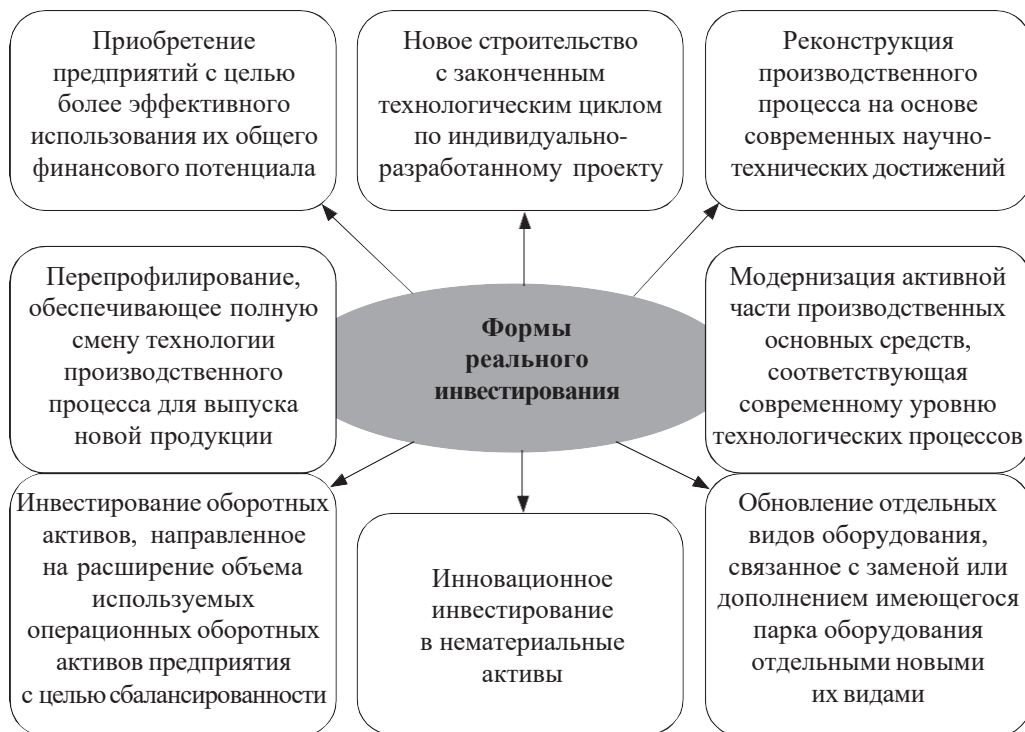 Приобретение
предприятий с целью
более эффективного
использования их общего
финансового потенциала
Новое строительство
с законченным
технологическим циклом
по индивидуально-
разработанному проекту
Реконструкция
производственного
процесса на основе
современных научно-
технических достижений
Перепрофилирование,
обеспечивающее полную
смену технологии
производственного
процесса для выпуска
новой продукции
Формы
реального
инвестирования
Модернизация активной
части производственных
основных средств,
соответствующая
современному уровню
технологических процессов
Инвестирование оборотных
активов, направленное
на расширение объема
используемых
операционных оборотных
активов предприятия
с целью сбалансированности
Инновационное
инвестирование
в нематериальные
активы
Обновление отдельных
видов оборудования,
связанное с заменой или
дополнением имеющегося
парка оборудования
отдельными новыми
их видами